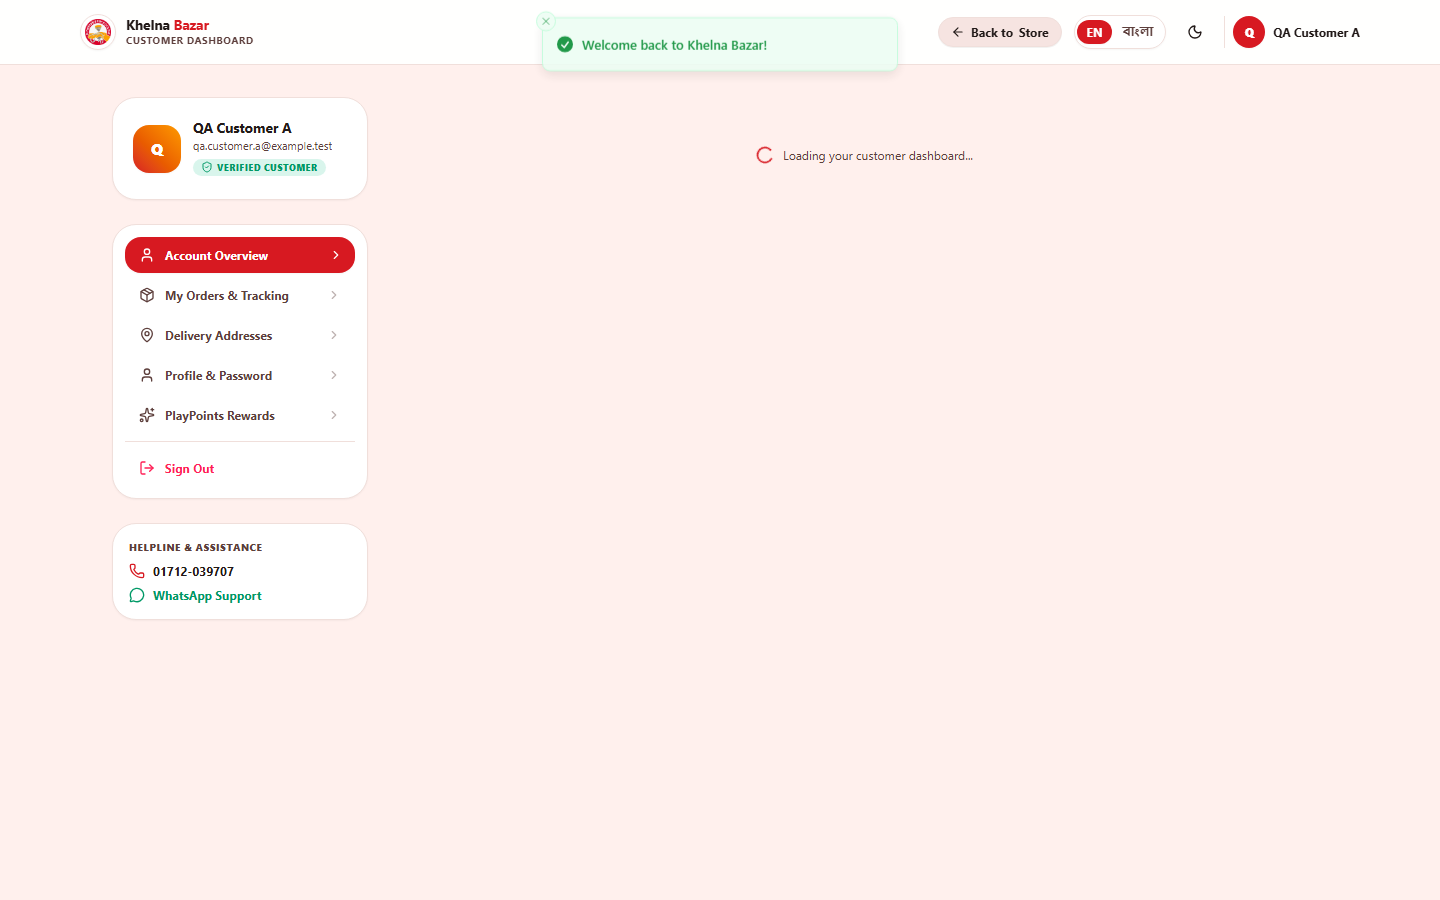 Khelna Bazar
CUSTOMER DASHBOARD
Welcome back to Khelna Bazar!
Back to Store
EN
বাংলা
Q
QA Customer A
Q
QA Customer A
qa.customer.a@example.test
VERIFIED CUSTOMER
Loading your customer dashboard...
Account Overview
My Orders & Tracking
Delivery Addresses
Profile & Password
PlayPoints Rewards
Sign Out
HELPLINE & ASSISTANCE
01712-039707
WhatsApp Support